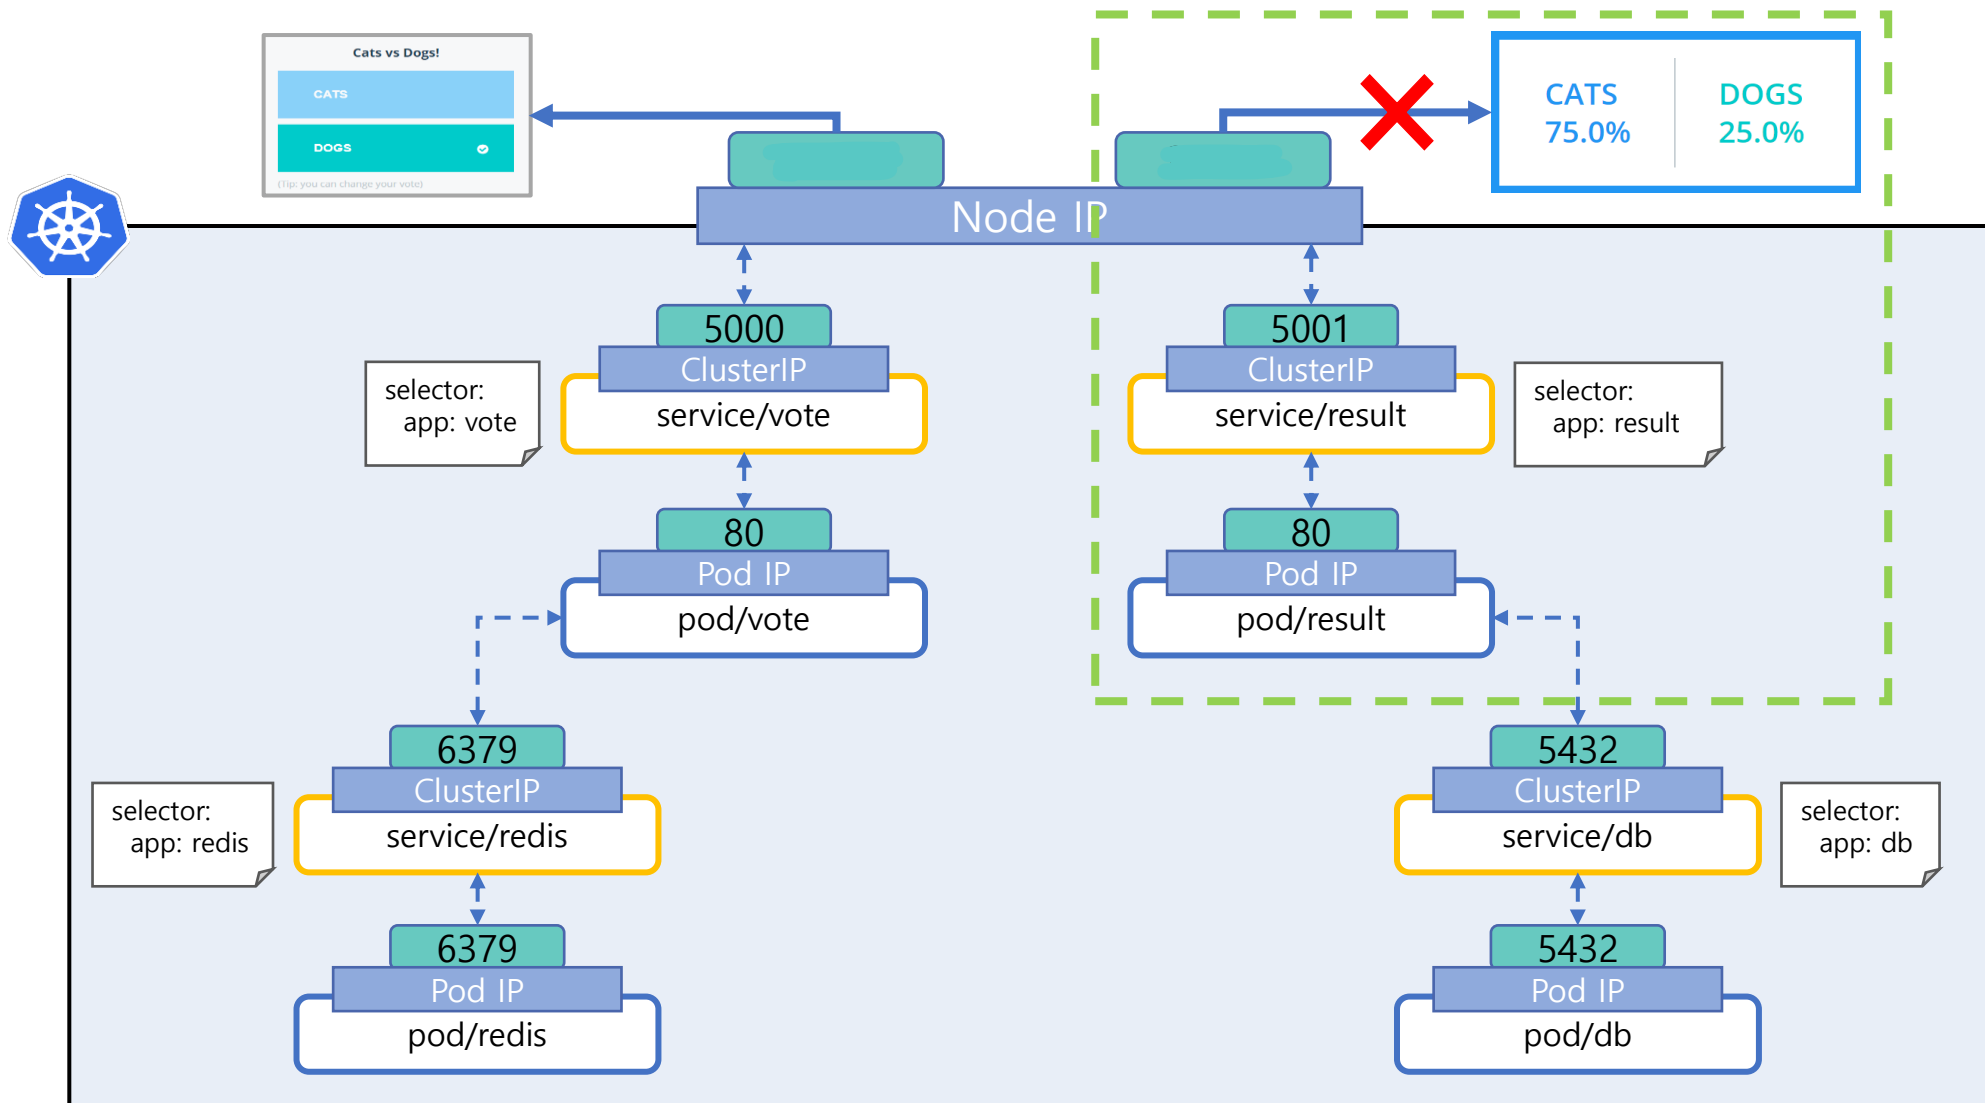 Cats vs Dogs!
CATS
DOGS
(Tip: you can change your vote)
CATS
75.0%
DOGS
25.0%
Node IP
5000
ClusterIP
service/vote
selector:
app: vote
80
Pod IP
pod/vote
5001
ClusterIP
service/result
selector:
app: result
80
Pod IP
pod/result
6379
ClusterIP
service/redis
selector:
app: redis
6379
Pod IP
pod/redis
5432
ClusterIP
service/db
selector:
app: db
5432
Pod IP
pod/db